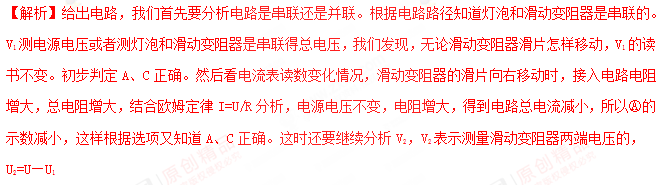 【解析】给出电路，我们首先要分析电路是串联还是并联。根据电路路径知道灯泡和滑动变阻器是串联的。
V₁测电源电压或者测灯泡和滑动变阻器是串联得总电压，我们发现，无论滑动变阻器滑片怎样移动，V₁的读
书不变。初步判定 A、C 正确。然后看电流表读数变化情况，滑动变阻器的滑片向右移动时，接入电路电阻
增大，总电阻增大，结合欧姆定律 I=U/R 分析，电源电压不变，电阻增大，得到电路总电流减小，所以Ⓐ的
示数减小，这样根据选项又知道 A、C 正确。这时还要继续分析 V₂，V₂表示测量滑动变阻器两端电压的，
U₂=U－U₁